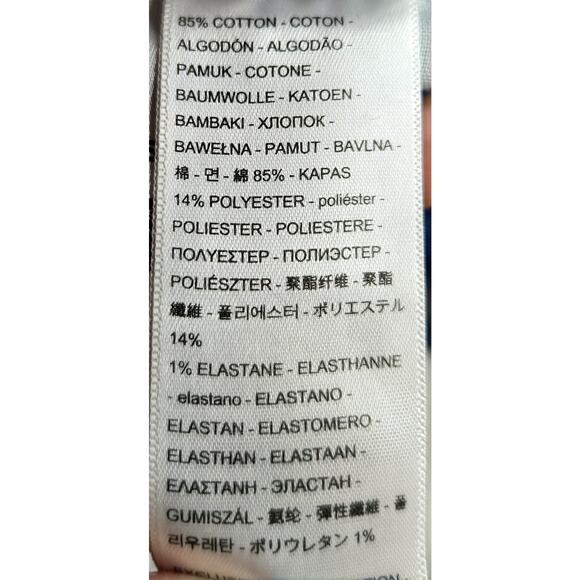 85% COTTON - COTON -
ALGODÓN - ALGODÃO -
PAMUK - COTONE -
BAUMWOLLE - KATOEN -
BAMBAKI - ХЛОПОК -
BAWEŁNA - PAMUT - BAVLNA -
棉 - 면 - 綿 85% - KAPAS
14% POLYESTER - poliéster -
POLIESTER - POLIESTERE -
ΠΟΛΥΕΣΤΕΡ - ПОЛИЭСТЕР -
POLIÉSZTER - 聚酯纤维 - 聚酯
纖維 - 폴리에스터 - ポリエステル
14%
1% ELASTANE - ELASTHANNE
- elastano - ELASTANO -
ELASTAN - ELASTOMERO -
ELASTHAN - ELASTAAN -
ΕΛΑΣΤΑΝΗ - ЭЛАСТАН -
GUMISZÁL - 氨纶 - 彈性纖維 - 폴
리우레탄 - ポリウレタン 1%